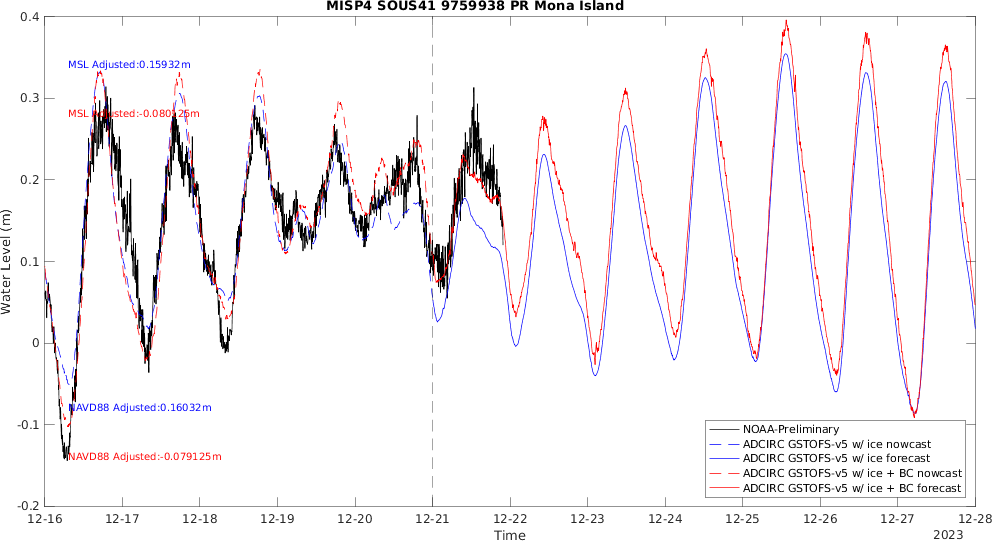 MISP4 SOUS41 9759938 PR Mona Island
0.4
MSL Adjusted:0.15932m
0.3
MSL Adjusted:-0.080525m
0.2
Water Level (m)
0.1
0
NAVD88 Adjusted:0.16032m
-0.1
NAVD88 Adjusted:-0.079125m
-0.2
NOAA-Preliminary
ADCIRC GSTOFS-v5 w/ ice nowcast
ADCIRC GSTOFS-v5 w/ ice forecast
ADCIRC GSTOFS-v5 w/ ice + BC nowcast
ADCIRC GSTOFS-v5 w/ ice + BC forecast
12-16 12-17 12-18 12-19 12-20 12-21 12-22 12-23 12-24 12-25 12-26 12-27 12-28
Time
2023